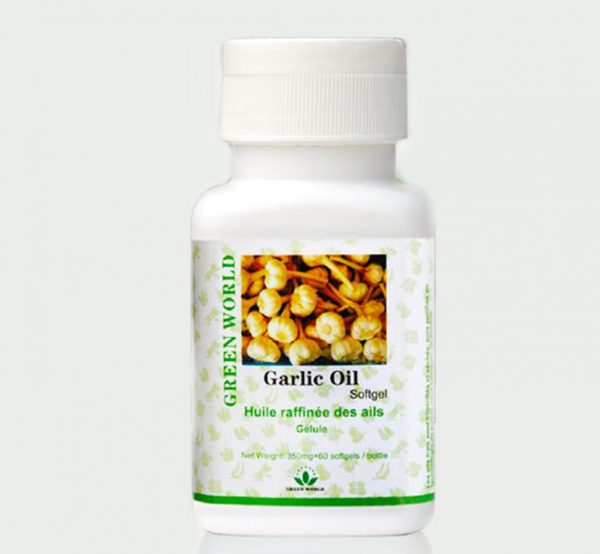 GREEN WORLD
Garlic Oil
Softgel
Huile raffinée des ails
Gélule
Net Weight: 350mg×60 softgels / bottle
GREEN WORLD